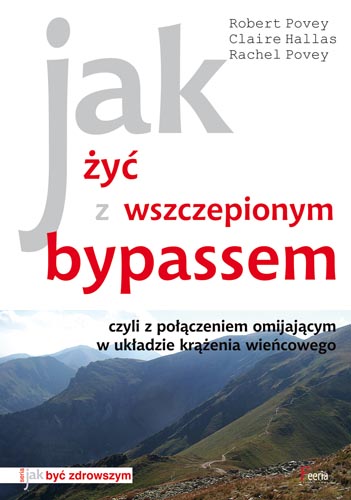 Robert Povey
Claire Hallas
Rachel Povey
jak
żyć
z wszczepionym
bypassem
czyli z połączeniem omijającym
w układzie krążenia wieńcowego
seria
jak być zdrowszym
feeria